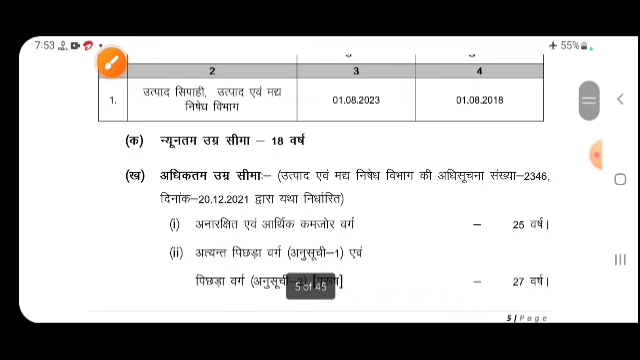 7:53
55%
2 3 4
1. उत्पाद सिपाही, उत्पाद एवं मद्य 01.08.2023 01.08.2018
निषेध विभाग
(क) न्यूनतम उम्र सीमा – 18 वर्ष
(ख) अधिकतम उम्र सीमाः– (उत्पाद एवं मद्य निषेध विभाग की अधिसूचना संख्या–2346,
दिनांक–20.12.2021 द्वारा यथा निर्धारित)
(i) अनारक्षित एवं आर्थिक कमजोर वर्ग – 25 वर्ष।
(ii) अत्यन्त पिछड़ा वर्ग (अनुसूची–1) एवं
पिछड़ा वर्ग – 27 वर्ष।
5 of 45
5 | Page